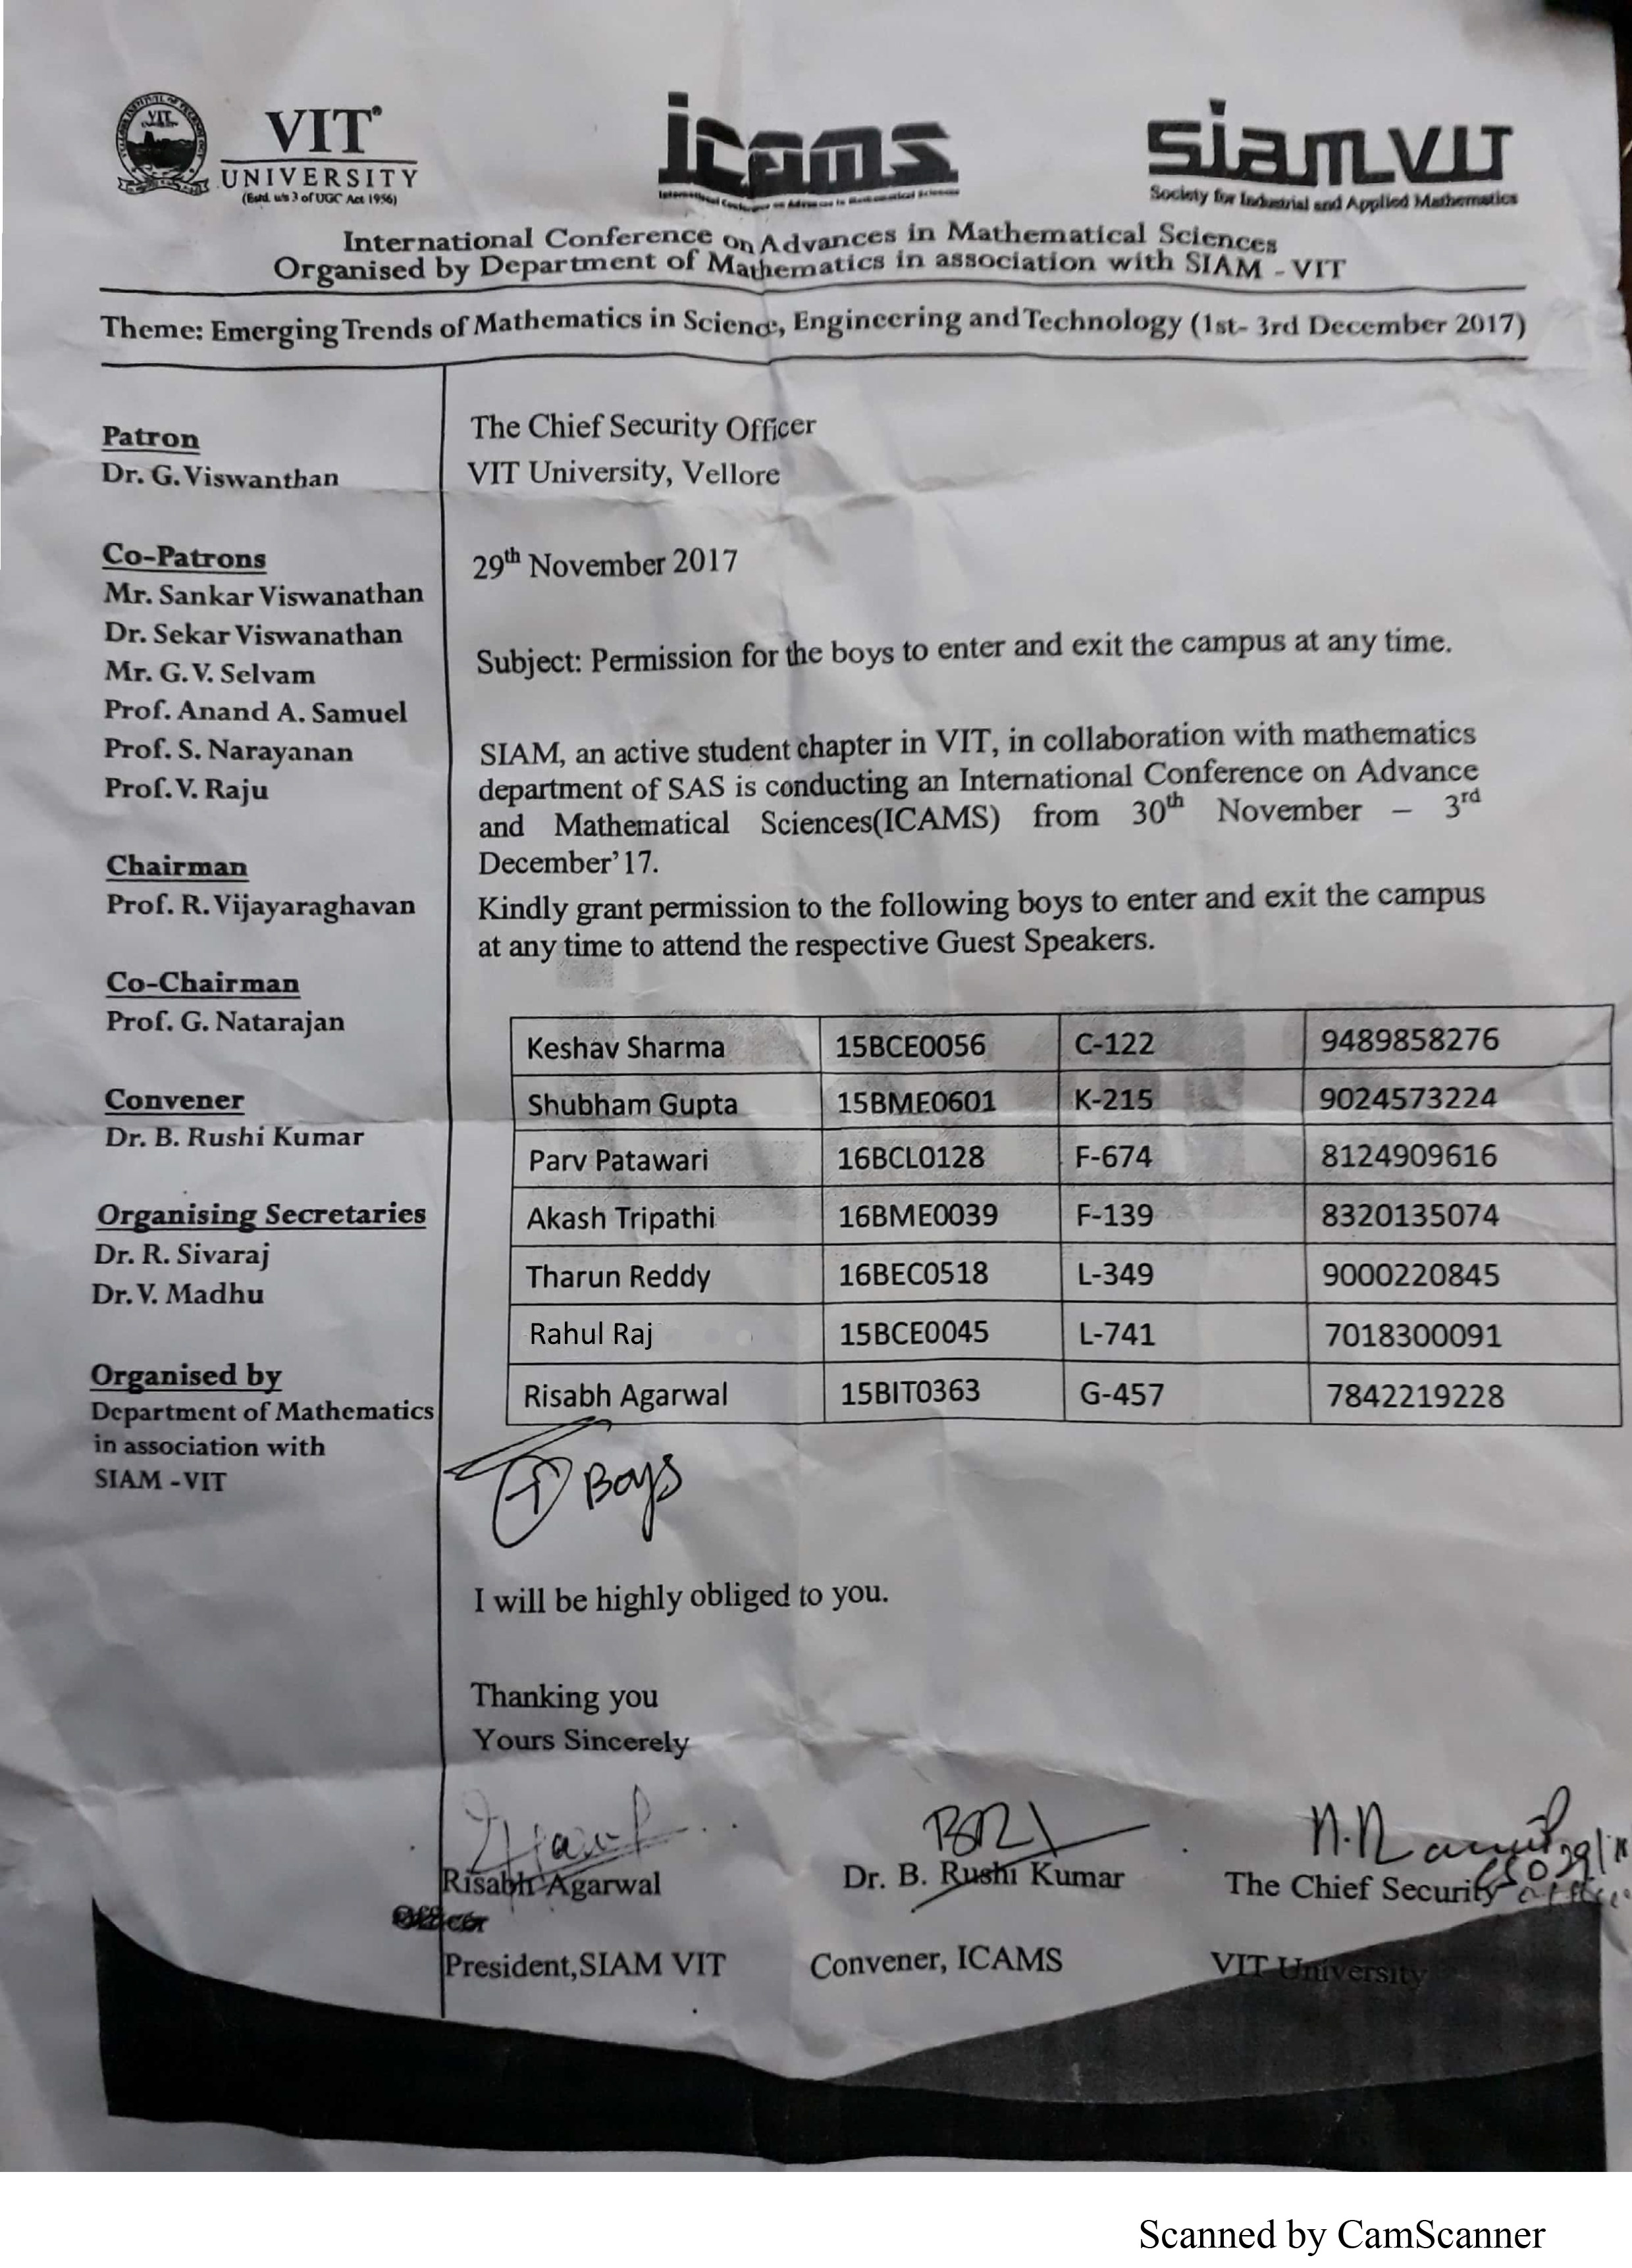 VIT
VIT®
UNIVERSITY
(Estd. u/s 3 of UGC Act 1956)
icams
International Conference on Advances in Mathematical Sciences
siam VIT
Society for Industrial and Applied Mathematics
International Conference on Advances in Mathematical Sciences
Organised by Department of Mathematics in association with SIAM - VIT
Theme: Emerging Trends of Mathematics in Science, Engineering and Technology (1st- 3rd December 2017)
Patron
Dr. G. Viswanthan
Co-Patrons
Mr. Sankar Viswanathan
Dr. Sekar Viswanathan
Mr. G. V. Selvam
Prof. Anand A. Samuel
Prof. S. Narayanan
Prof. V. Raju
Chairman
Prof. R. Vijayaraghavan
Co-Chairman
Prof. G. Natarajan
Convener
Dr. B. Rushi Kumar
Organising Secretaries
Dr. R. Sivaraj
Dr. V. Madhu
Organised by
Department of Mathematics
in association with
SIAM - VIT
The Chief Security Officer
VIT University, Vellore
29th November 2017
Subject: Permission for the boys to enter and exit the campus at any time.
SIAM, an active student chapter in VIT, in collaboration with mathematics
department of SAS is conducting an International Conference on Advance
and Mathematical Sciences(ICAMS) from 30th November – 3rd
December'17.
Kindly grant permission to the following boys to enter and exit the campus
at any time to attend the respective Guest Speakers.
Keshav Sharma 15BCE0056 C-122 9489858276
Shubham Gupta 15BME0601 K-215 9024573224
Parv Patawari 16BCL0128 F-674 8124909616
Akash Tripathi 16BME0039 F-139 8320135074
Tharun Reddy 16BEC0518 L-349 9000220845
Rahul Raj 15BCE0045 L-741 7018300091
Risabh Agarwal 15BIT0363 G-457 7842219228
Boys
I will be highly obliged to you.
Thanking you
Yours Sincerely
Risabh Agarwal Dr. B. Rushi Kumar The Chief Security
Officer
President,SIAM VIT Convener, ICAMS VIT University
Scanned by CamScanner